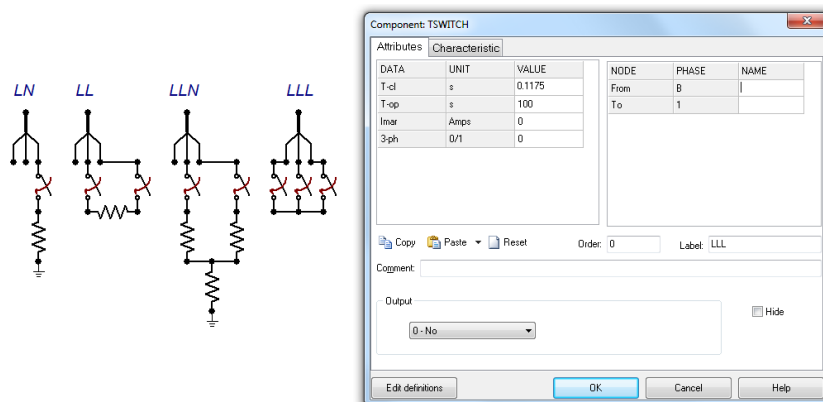 LN LL LLN LLL
Component: TSWITCH
x
Attributes Characteristic
DATA UNIT VALUE
T-cl s 0.1175
T-op s 100
Imar Amps 0
3-ph 0/1 0
NODE PHASE NAME
From B
To 1
Copy Paste Reset Order: 0 Label: LLL
Comment:
Output
0 - No
Hide
Edit definitions OK Cancel Help